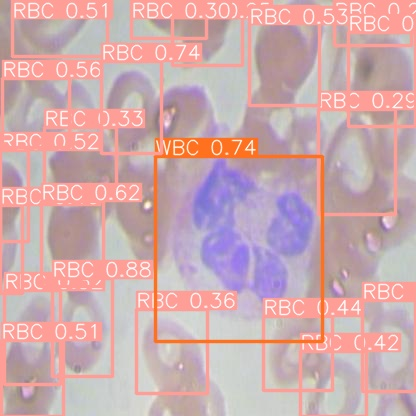 RBC 0.51
RBC 0.30
RBC 0.53
RBC 0.74
RBC 0.56
RBC 0.29
RBC 0.33
RBC 0.52
WBC 0.74
RBC 0.62
RBC
RBC 0.88
RBC
RBC 0.36
RBC 0.44
RBC 0.51
RBC 0.42